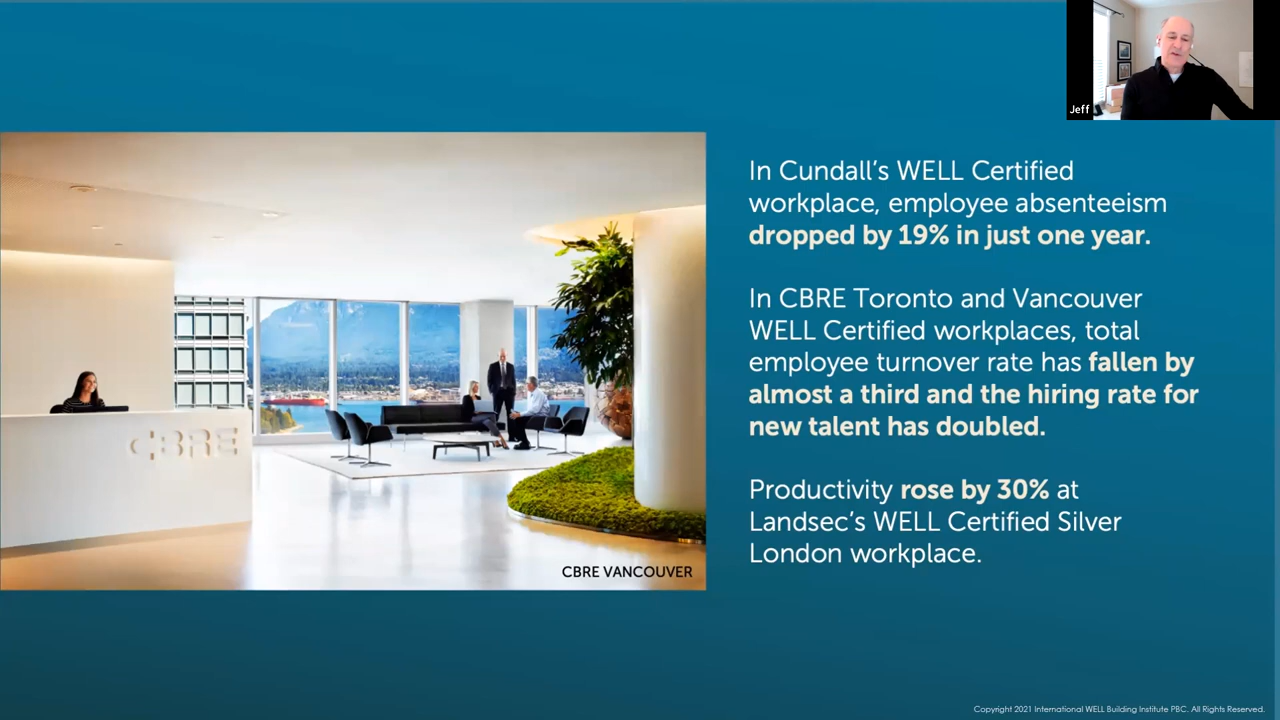 Jeff
In Cundall’s WELL Certified
workplace, employee absenteeism
dropped by 19% in just one year.
In CBRE Toronto and Vancouver
WELL Certified workplaces, total
employee turnover rate has fallen by
almost a third and the hiring rate for
new talent has doubled.
Productivity rose by 30% at
Landsec’s WELL Certified Silver
London workplace.
CBRE
CBRE VANCOUVER
Copyright 2021 International WELL Building Institute PBC. All Rights Reserved.